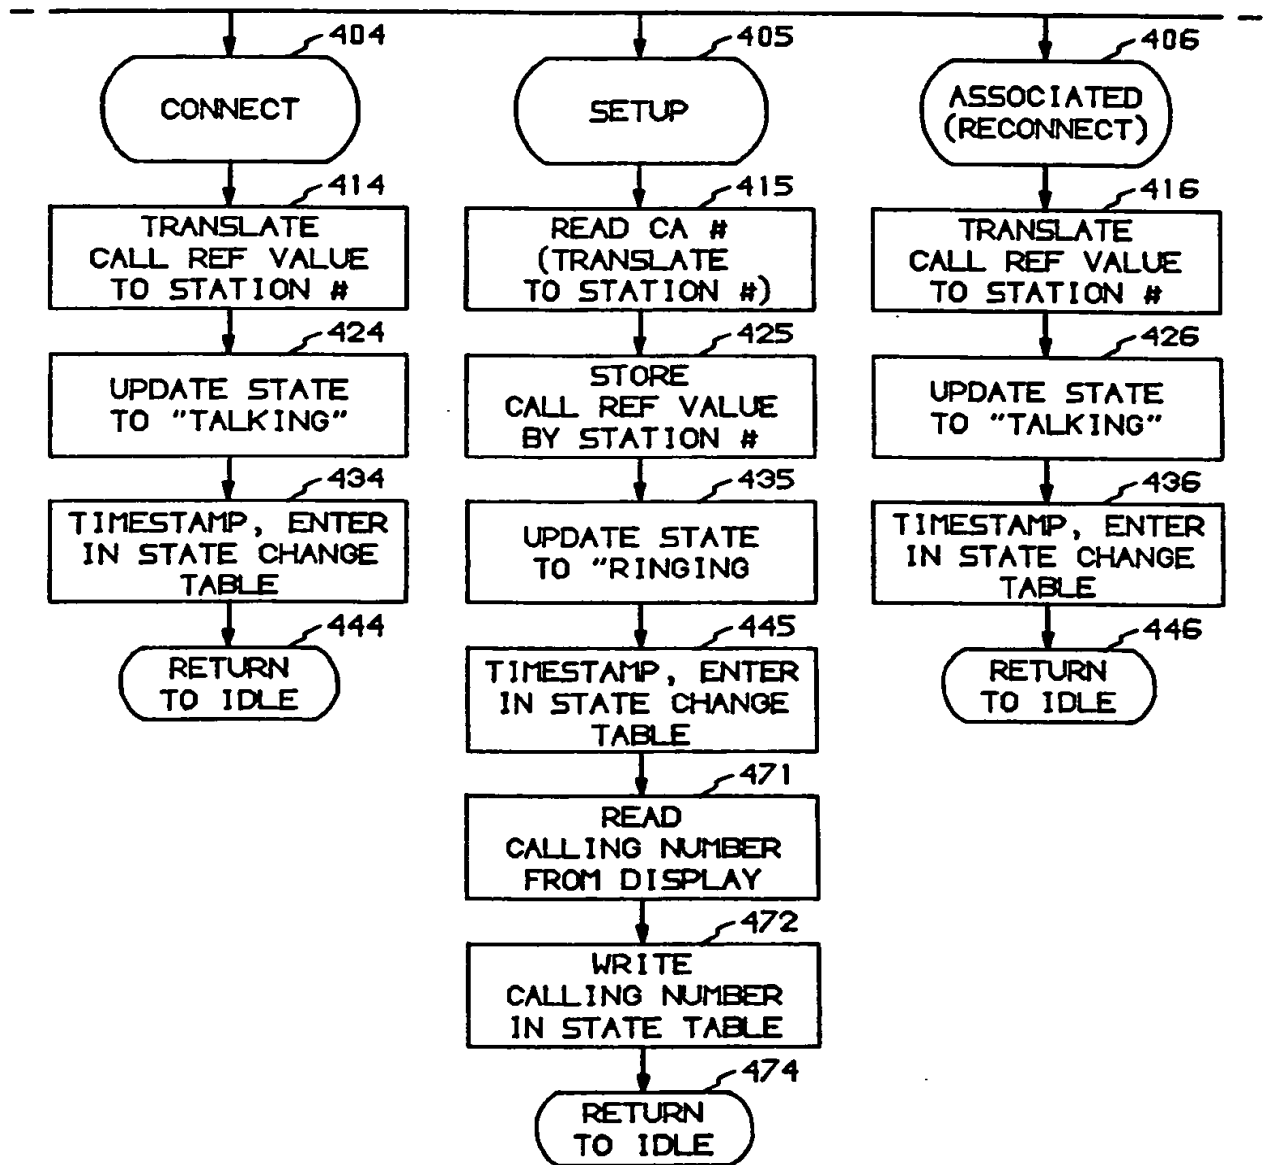 404
CONNECT
414
TRANSLATE
CALL REF VALUE
TO STATION #
424
UPDATE STATE
TO "TALKING"
434
TIMESTAMP, ENTER
IN STATE CHANGE
TABLE
444
RETURN
TO IDLE
405
SETUP
415
READ CA #
(TRANSLATE
TO STATION #)
425
STORE
CALL REF VALUE
BY STATION #
435
UPDATE STATE
TO "RINGING
445
TIMESTAMP, ENTER
IN STATE CHANGE
TABLE
471
READ
CALLING NUMBER
FROM DISPLAY
472
WRITE
CALLING NUMBER
IN STATE TABLE
474
RETURN
TO IDLE
406
ASSOCIATED
(RECONNECT)
416
TRANSLATE
CALL REF VALUE
TO STATION #
426
UPDATE STATE
TO "TALKING"
436
TIMESTAMP, ENTER
IN STATE CHANGE
TABLE
446
RETURN
TO IDLE